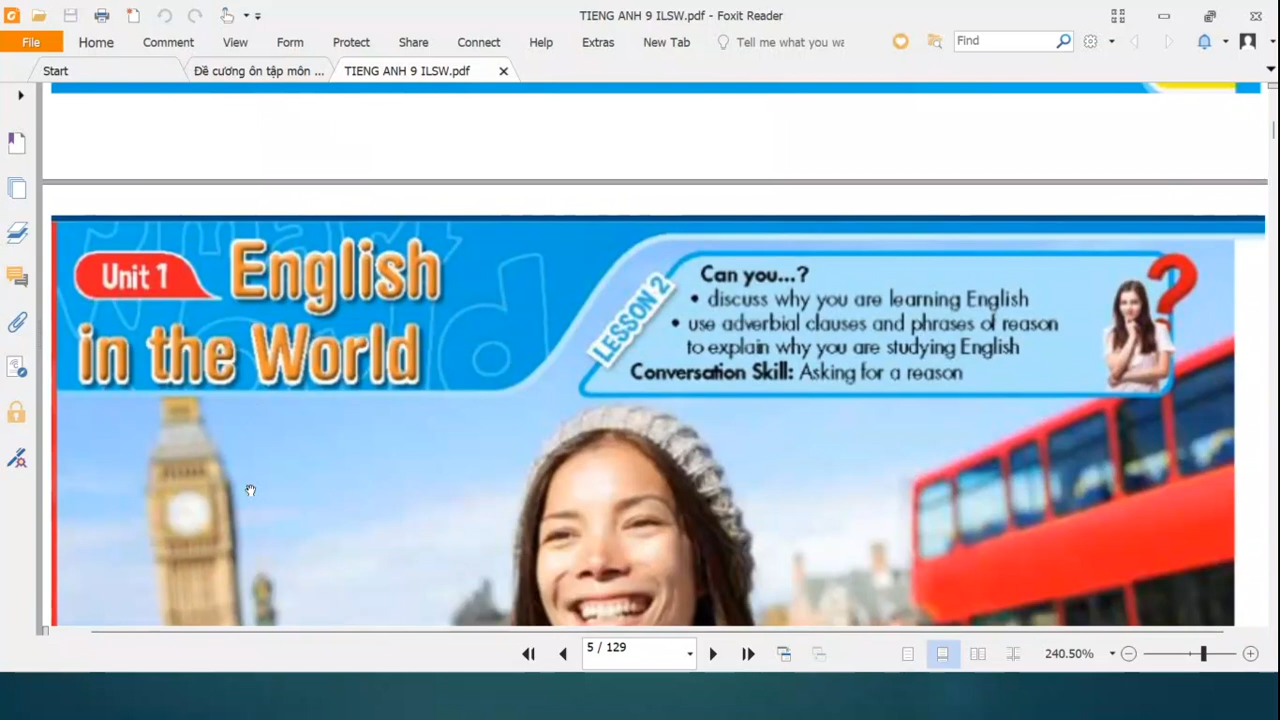 TIENG ANH 9 ILSW.pdf - Foxit Reader
File Home Comment View Form Protect Share Connect Help Extras New Tab Tell me what you wa Find
Start Đề cương ôn tập môn ... TIENG ANH 9 ILSW.pdf
Unit 1 English
in the World
LESSON 2
Can you...?
• discuss why you are learning English
• use adverbial clauses and phrases of reason
to explain why you are studying English
Conversation Skill: Asking for a reason
5 / 129
240.50%